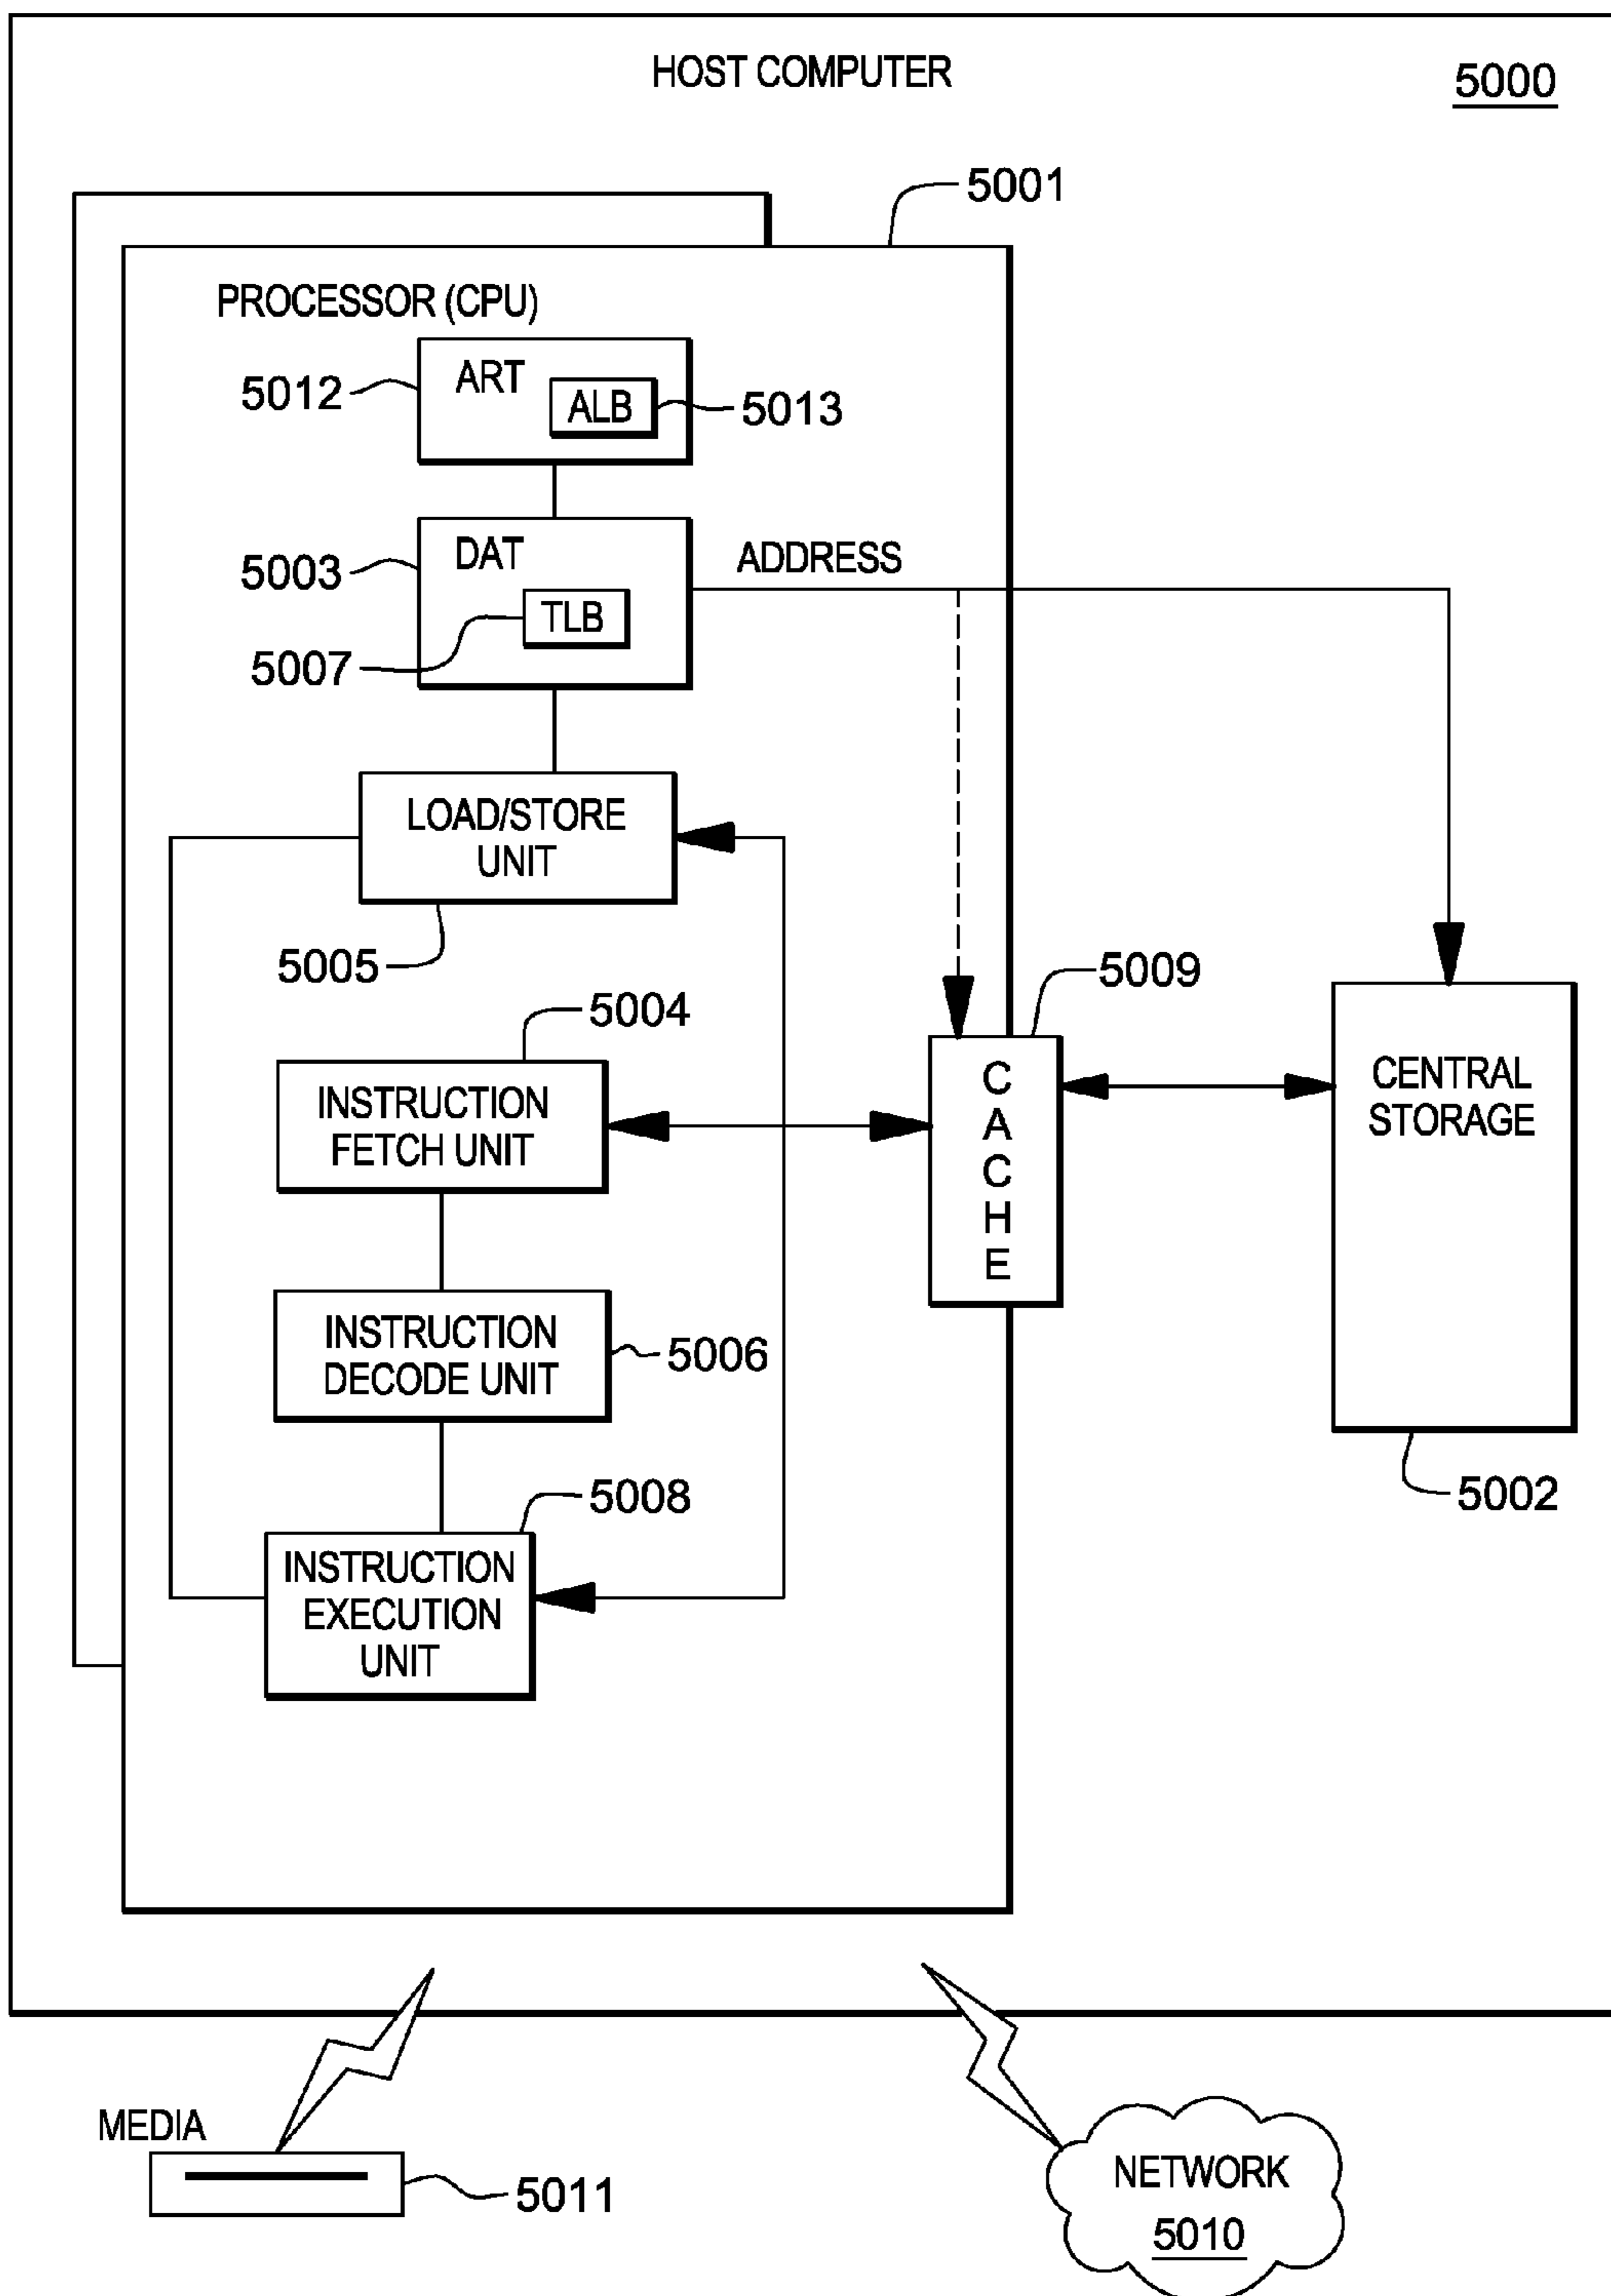 HOST COMPUTER
5000
5001
PROCESSOR (CPU)
5012
ART
ALB
5013
5003
DAT
ADDRESS
TLB
5007
LOAD/STORE
UNIT
5005
5009
5004
INSTRUCTION
FETCH UNIT
C
A
C
H
E
CENTRAL
STORAGE
INSTRUCTION
DECODE UNIT
5006
5008
5002
INSTRUCTION
EXECUTION
UNIT
MEDIA
5011
NETWORK
5010